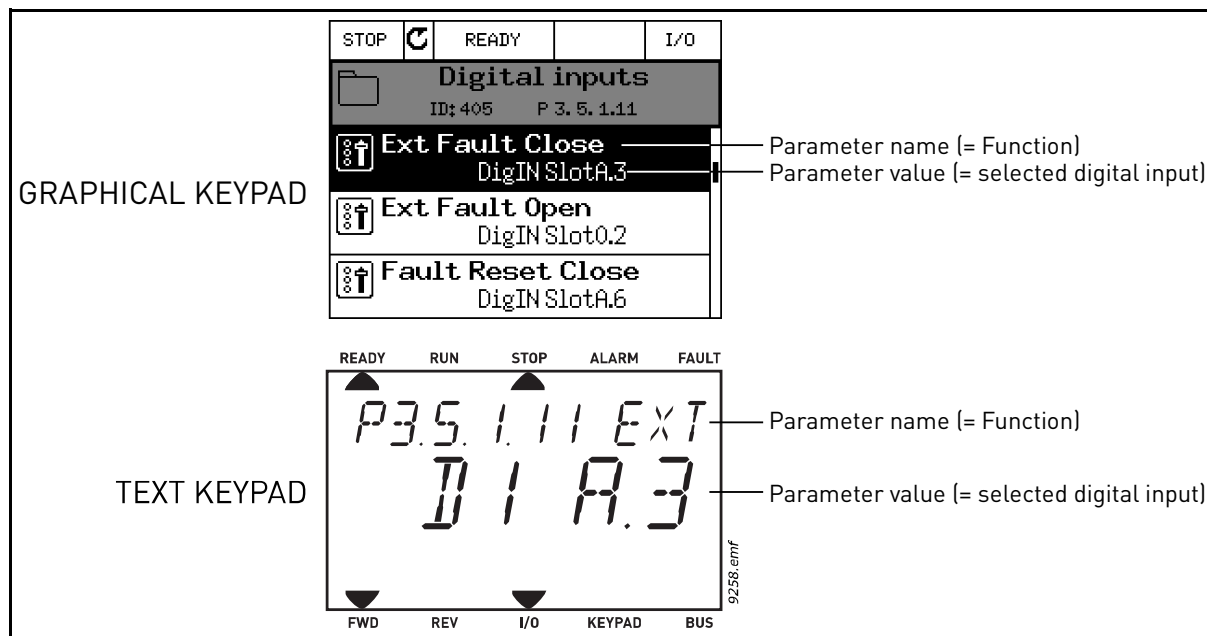 STOP READY I/O
Digital inputs
ID: 405 P 3.5.1.11
Ext Fault Close
DigIN SlotA.3
Parameter name (= Function)
Parameter value (= selected digital input)
GRAPHICAL KEYPAD
Ext Fault Open
DigIN Slot0.2
Fault Reset Close
DigIN SlotA.6
READY RUN STOP ALARM FAULT
P3.5.1.11 EXT
Parameter name (= Function)
TEXT KEYPAD
DI A.3
Parameter value (= selected digital input)
9258.emf
FWD REV I/O KEYPAD BUS